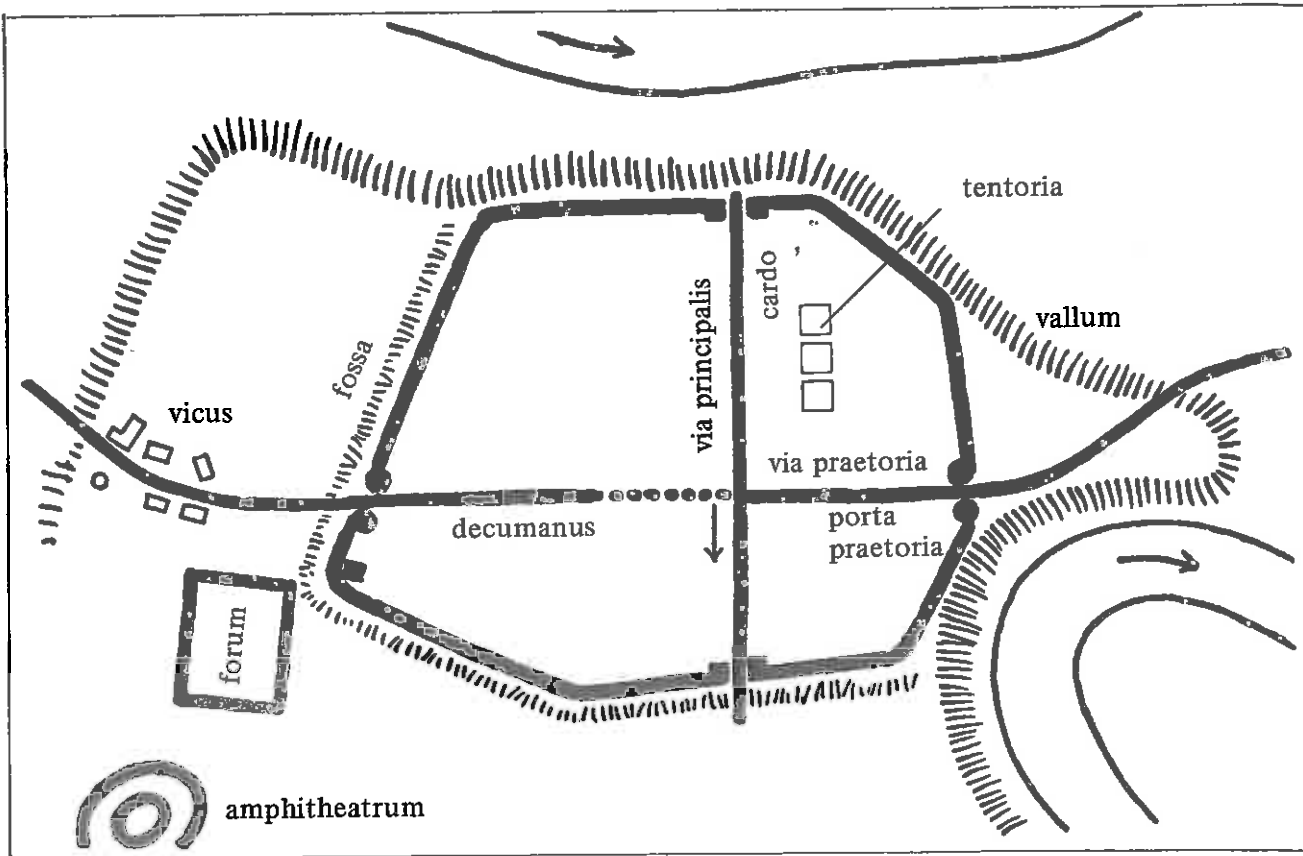 tentoria
cardo
via principalis
vallum
fossa
vicus
via praetoria
decumanus
porta
praetoria
forum
amphitheatrum